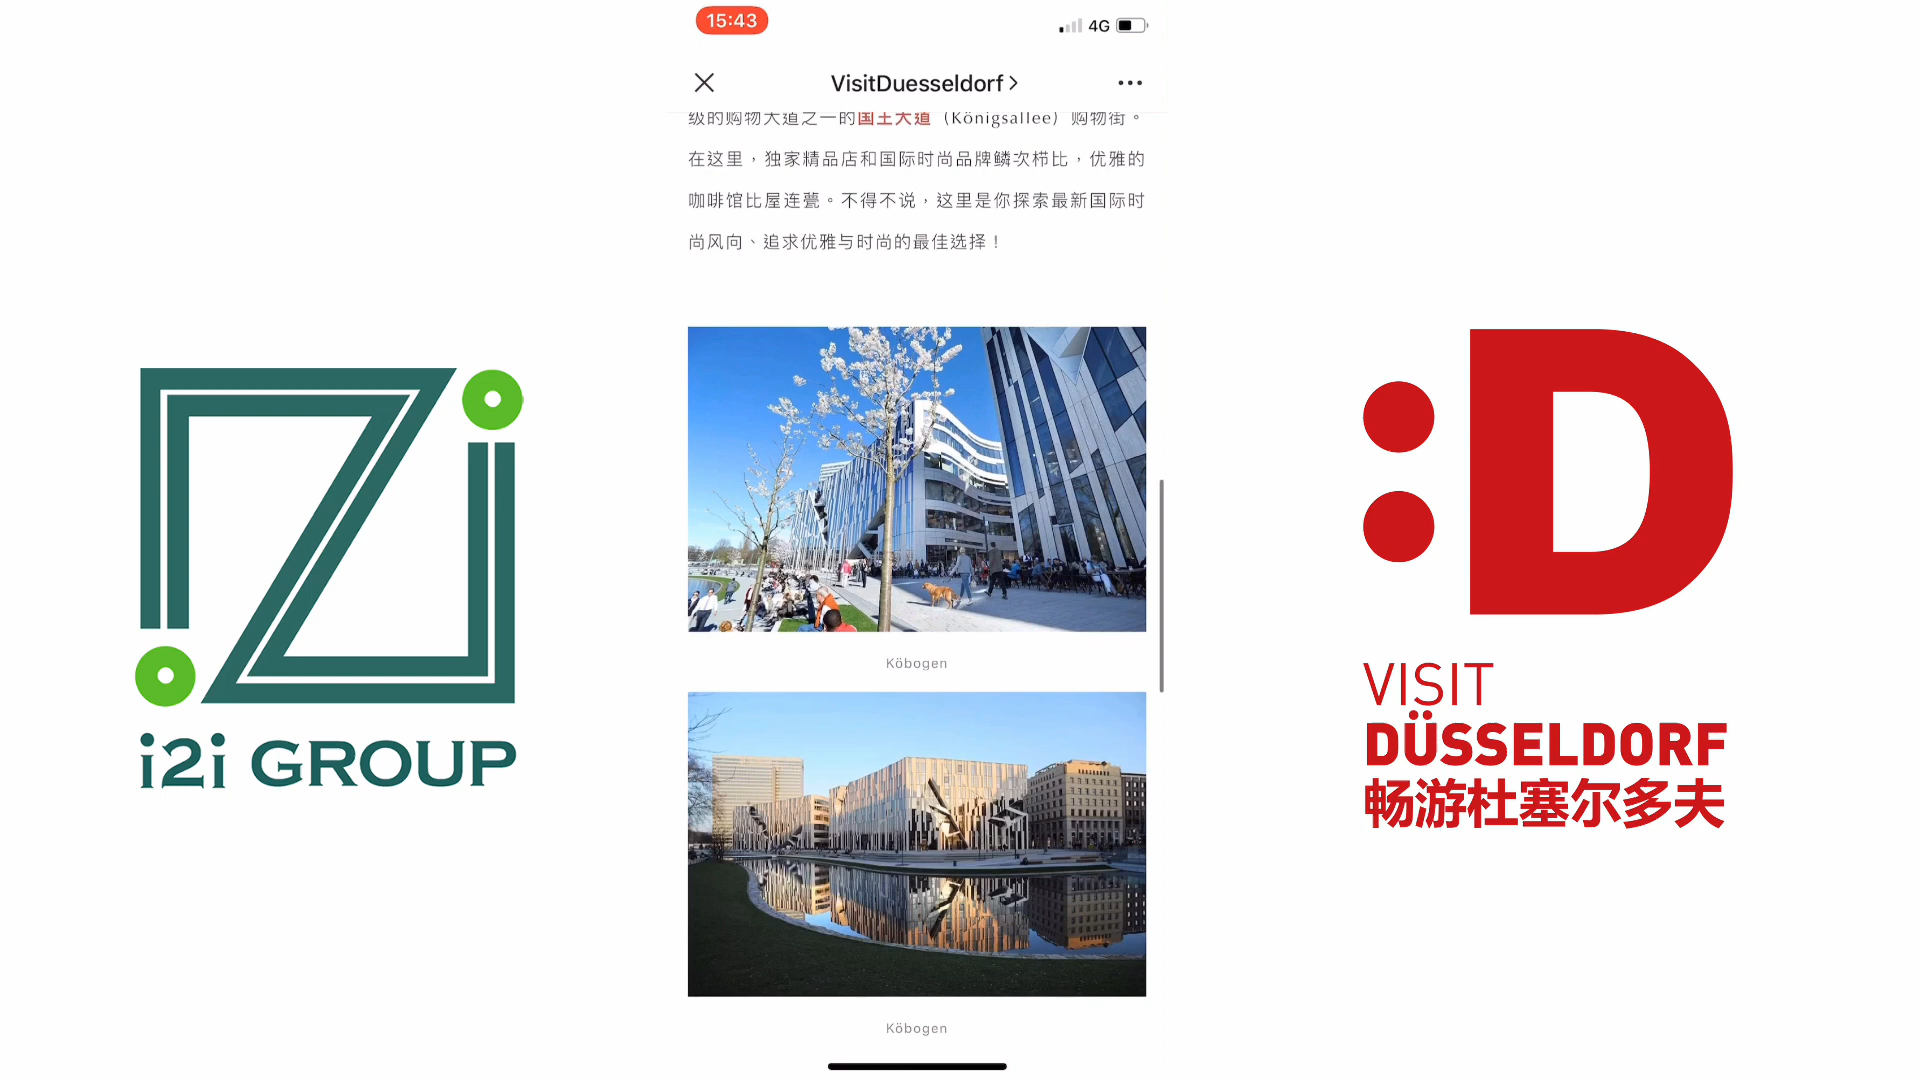 15:43
4G
VisitDuesseldorf
级的购物大道之一的国王大道（Königsallee）购物街。
在这里，独家精品店和国际时尚品牌鳞次栉比，优雅的
咖啡馆比屋连甍。不得不说，这里是你探索最新国际时
尚风向、追求优雅与时尚的最佳选择！
Köbogen
Köbogen
i2i GROUP
:D
VISIT
DÜSSELDORF
畅游杜塞尔多夫